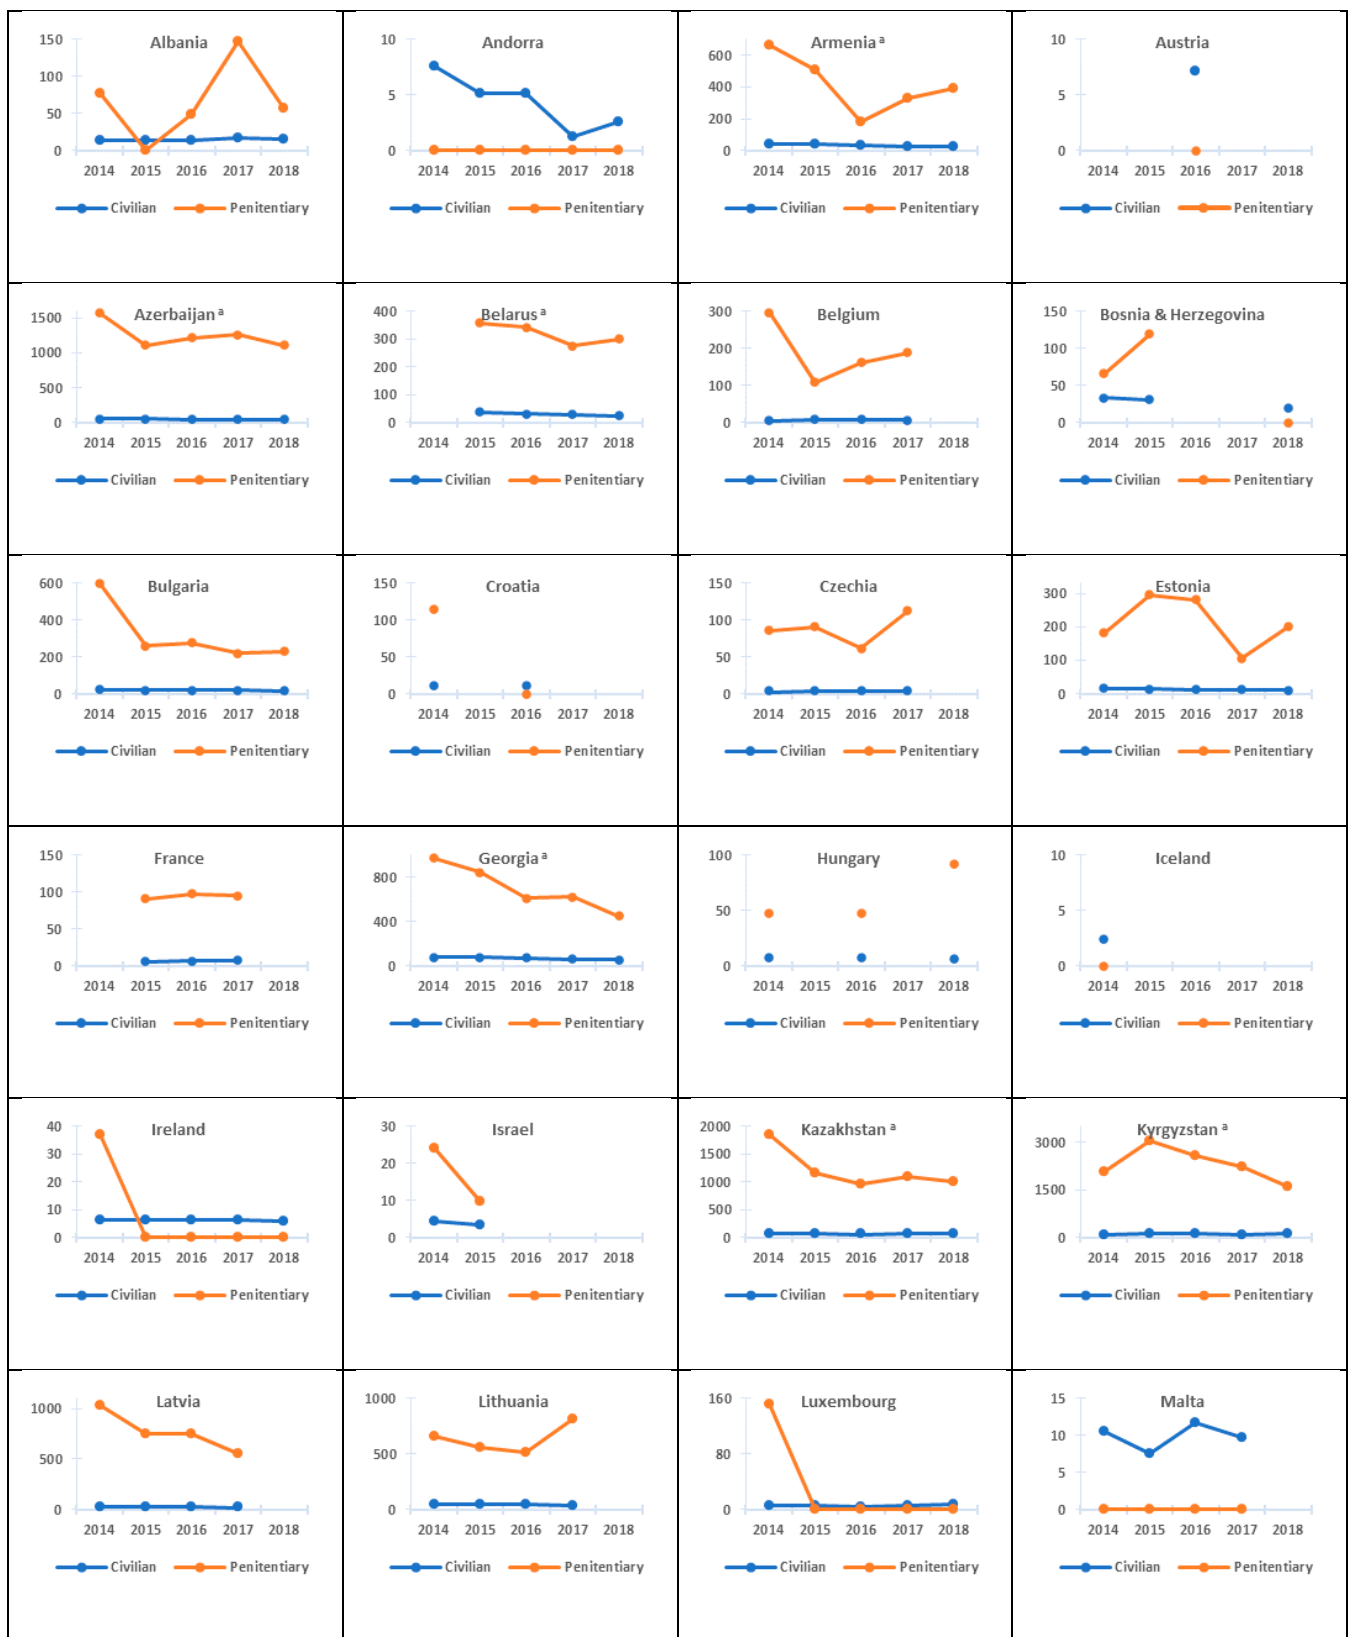 Albania
150
100
50
0
2014 2015 2016 2017 2018
Civilian Penitentiary
Andorra
10
5
0
2014 2015 2016 2017 2018
Civilian Penitentiary
Armenia ª
600
400
200
0
2014 2015 2016 2017 2018
Civilian Penitentiary
Austria
10
5
0
2014 2015 2016 2017 2018
Civilian Penitentiary
Azerbaijan ª
1500
1000
500
0
2014 2015 2016 2017 2018
Civilian Penitentiary
Belarus ª
400
300
200
100
0
2014 2015 2016 2017 2018
Civilian Penitentiary
Belgium
300
200
100
0
2014 2015 2016 2017 2018
Civilian Penitentiary
Bosnia & Herzegovina
150
100
50
0
2014 2015 2016 2017 2018
Civilian Penitentiary
Bulgaria
600
400
200
0
2014 2015 2016 2017 2018
Civilian Penitentiary
Croatia
150
100
50
0
2014 2015 2016 2017 2018
Civilian Penitentiary
Czechia
150
100
50
0
2014 2015 2016 2017 2018
Civilian Penitentiary
Estonia
300
200
100
0
2014 2015 2016 2017 2018
Civilian Penitentiary
France
150
100
50
0
2014 2015 2016 2017 2018
Civilian Penitentiary
Georgia ª
800
400
0
2014 2015 2016 2017 2018
Civilian Penitentiary
Hungary
100
50
0
2014 2015 2016 2017 2018
Civilian Penitentiary
Iceland
10
5
0
2014 2015 2016 2017 2018
Civilian Penitentiary
Ireland
40
30
20
10
0
2014 2015 2016 2017 2018
Civilian Penitentiary
Israel
30
20
10
0
2014 2015 2016 2017 2018
Civilian Penitentiary
Kazakhstan ª
2000
1500
1000
500
0
2014 2015 2016 2017 2018
Civilian Penitentiary
Kyrgyzstan ª
3000
1500
0
2014 2015 2016 2017 2018
Civilian Penitentiary
Latvia
1000
500
0
2014 2015 2016 2017 2018
Civilian Penitentiary
Lithuania
1000
500
0
2014 2015 2016 2017 2018
Civilian Penitentiary
Luxembourg
160
80
0
2014 2015 2016 2017 2018
Civilian Penitentiary
Malta
15
10
5
0
2014 2015 2016 2017 2018
Civilian Penitentiary